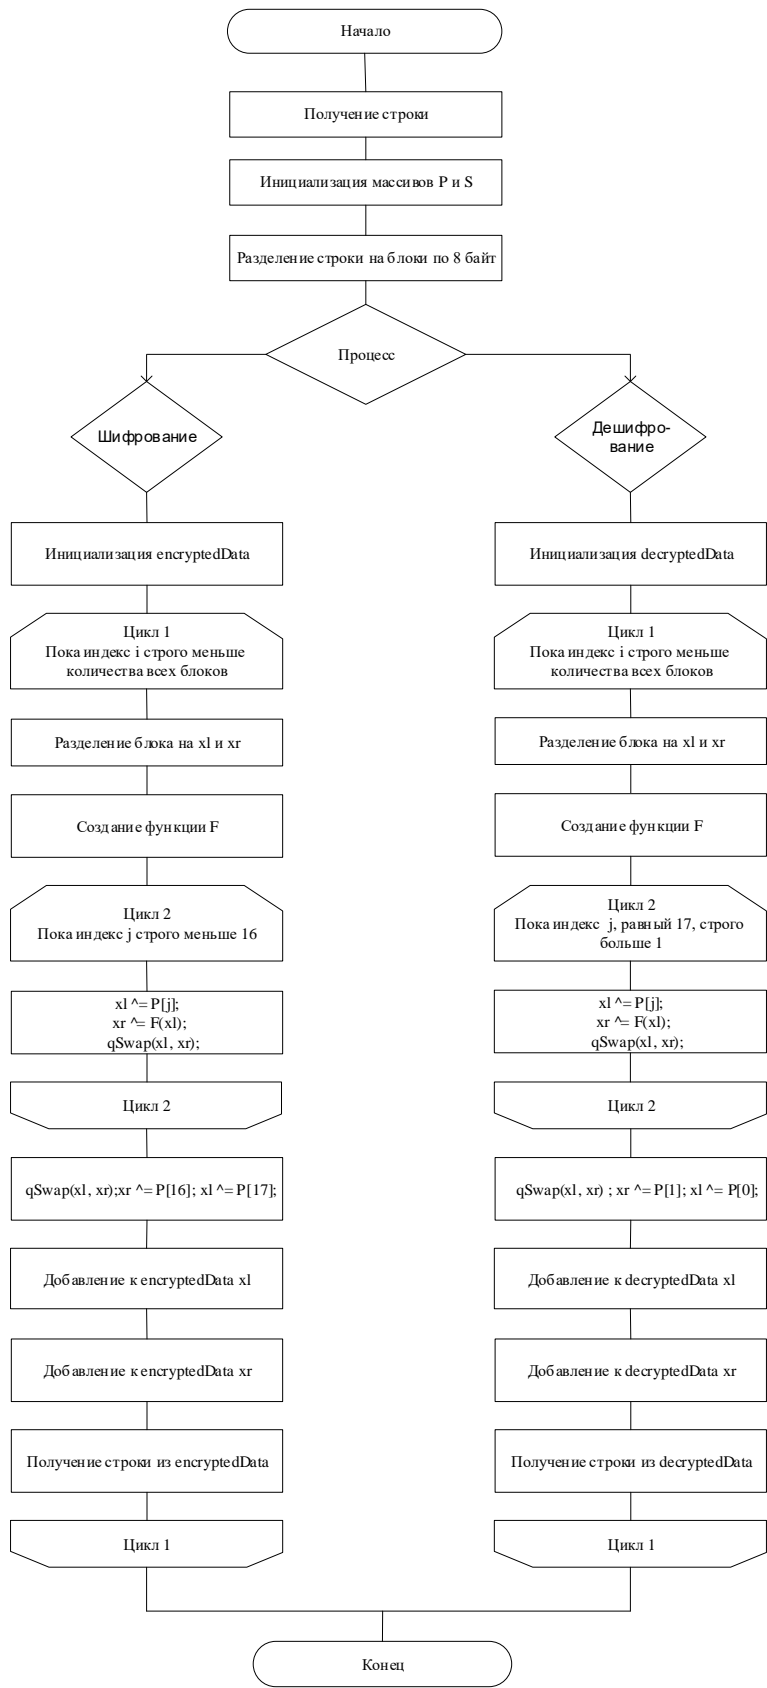 Начало
Получение строки
Инициализация массивов P и S
Разделение строки на блоки по 8 байт
Процесс
Шифрование
Инициализация encryptedData
Цикл 1
Пока индекс i строго меньше
количества всех блоков
Разделение блока на xl и xr
Создание функции F
Цикл 2
Пока индекс j строго меньше 16
xl ^= P[j];
xr ^= F(xl);
qSwap(xl, xr);
Цикл 2
qSwap(xl, xr);xr ^= P[16]; xl ^= P[17];
Добавление к encryptedData xl
Добавление к encryptedData xr
Получение строки из encryptedData
Цикл 1
Дешифро-
вание
Инициализация decryptedData
Цикл 1
Пока индекс i строго меньше
количества всех блоков
Разделение блока на xl и xr
Создание функции F
Цикл 2
Пока индекс j, равный 17, строго
больше 1
xl ^= P[j];
xr ^= F(xl);
qSwap(xl, xr);
Цикл 2
qSwap(xl, xr) ; xr ^= P[1]; xl ^= P[0];
Добавление к decryptedData xl
Добавление к decryptedData xr
Получение строки из decryptedData
Цикл 1
Конец